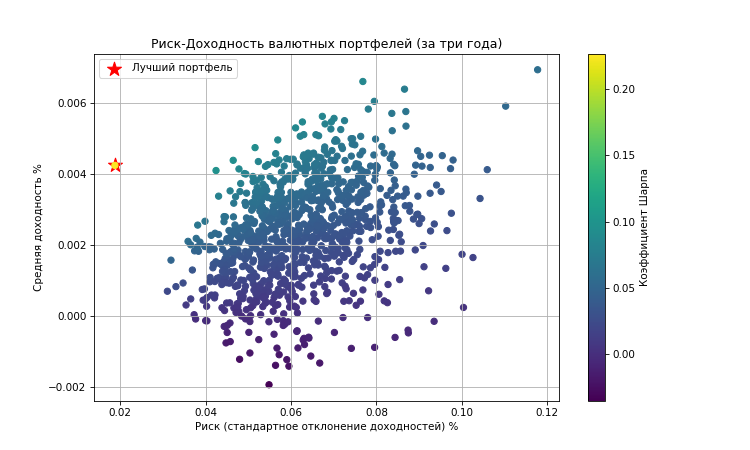 Риск-Доходность валютных портфелей (за три года)
Лучший портфель
0.006
0.004
0.002
0.000
−0.002
Средняя доходность %
0.02 0.04 0.06 0.08 0.10 0.12
Риск (стандартное отклонение доходностей) %
0.20
0.15
0.10
0.05
0.00
Коэффициент Шарпа